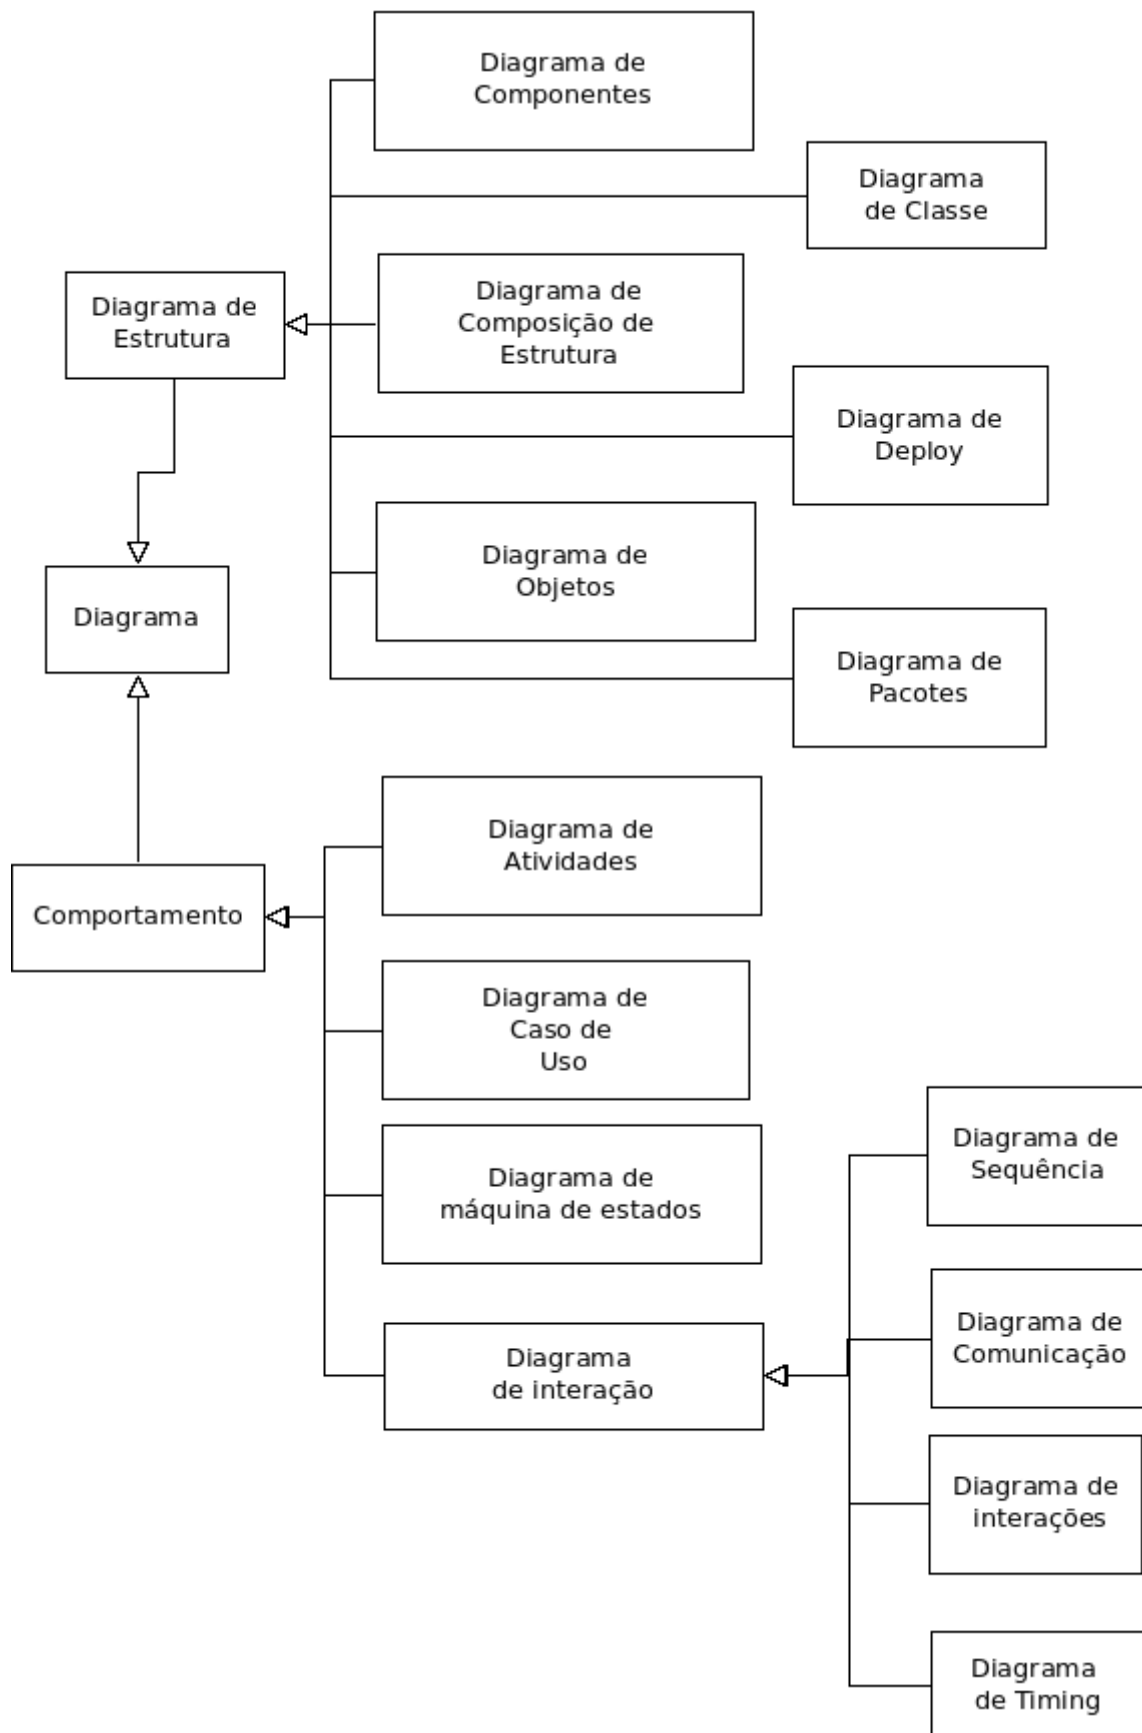 Diagrama de
Componentes
Diagrama
de Classe
Diagrama de
Estrutura
Diagrama de
Composição de
Estrutura
Diagrama de
Deploy
Diagrama de
Objetos
Diagrama
Diagrama de
Pacotes
Diagrama de
Atividades
Comportamento
Diagrama de
Caso de
Uso
Diagrama de
máquina de estados
Diagrama de
Sequência
Diagrama
de interação
Diagrama de
Comunicação
Diagrama de
interações
Diagrama
de Timing